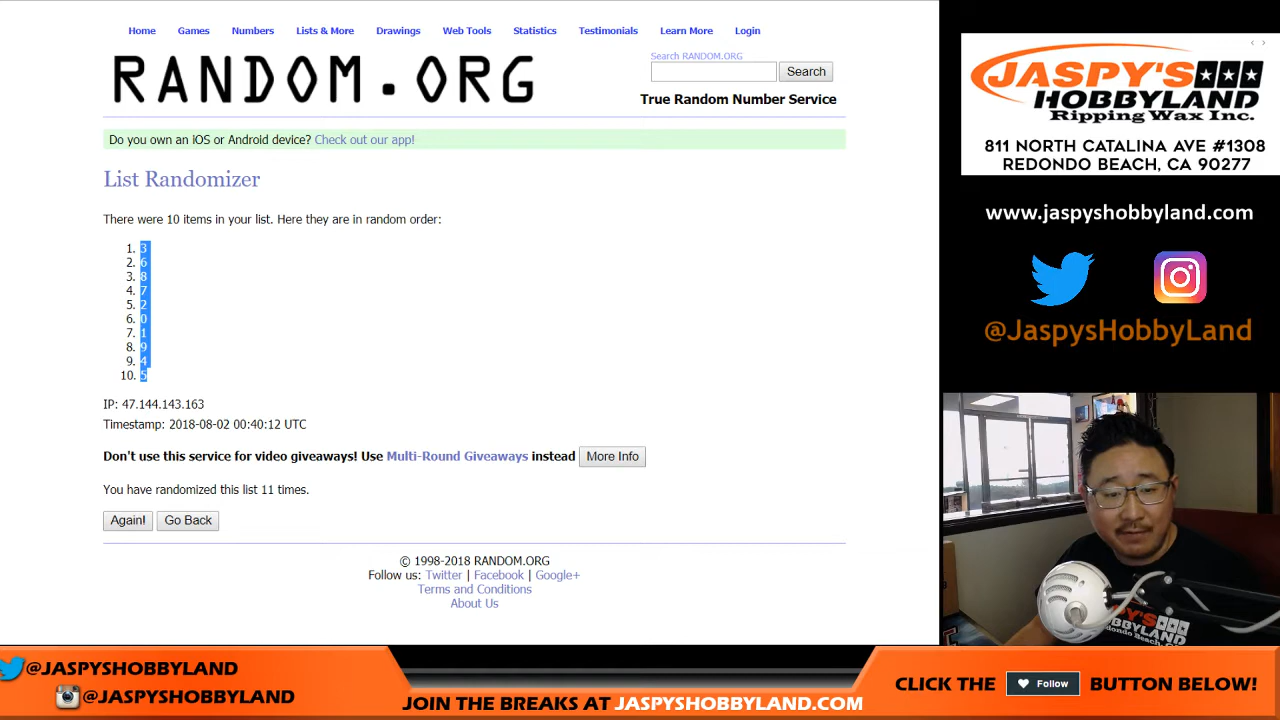 Home Games Numbers Lists & More Drawings Web Tools Statistics Testimonials Learn More Login
RANDOM.ORG
Search RANDOM.ORG
Search
True Random Number Service
Do you own an iOS or Android device? Check out our app!
List Randomizer
There were 10 items in your list. Here they are in random order:
1. 3
2. 6
3. 8
4. 7
5. 2
6. 0
7. 1
8. 9
9. 4
10. 5
IP: 47.144.143.163
Timestamp: 2018-08-02 00:40:12 UTC
Don't use this service for video giveaways! Use Multi-Round Giveaways instead More Info
You have randomized this list 11 times.
Again! Go Back
© 1998-2018 RANDOM.ORG
Follow us: Twitter | Facebook | Google+
Terms and Conditions
About Us
JASPY'S
HOBBYLAND
Ripping Wax Inc.
811 NORTH CATALINA AVE #1308
REDONDO BEACH, CA 90277
www.jaspyshobbyland.com
@JaspysHobbyLand
JASPY'S
HOBBYLAND
Redondo Beach, CA
@JASPYSHOBBYLAND
@JASPYSHOBBYLAND
JOIN THE BREAKS AT JASPYSHOBBYLAND.COM
CLICK THE Follow BUTTON BELOW!